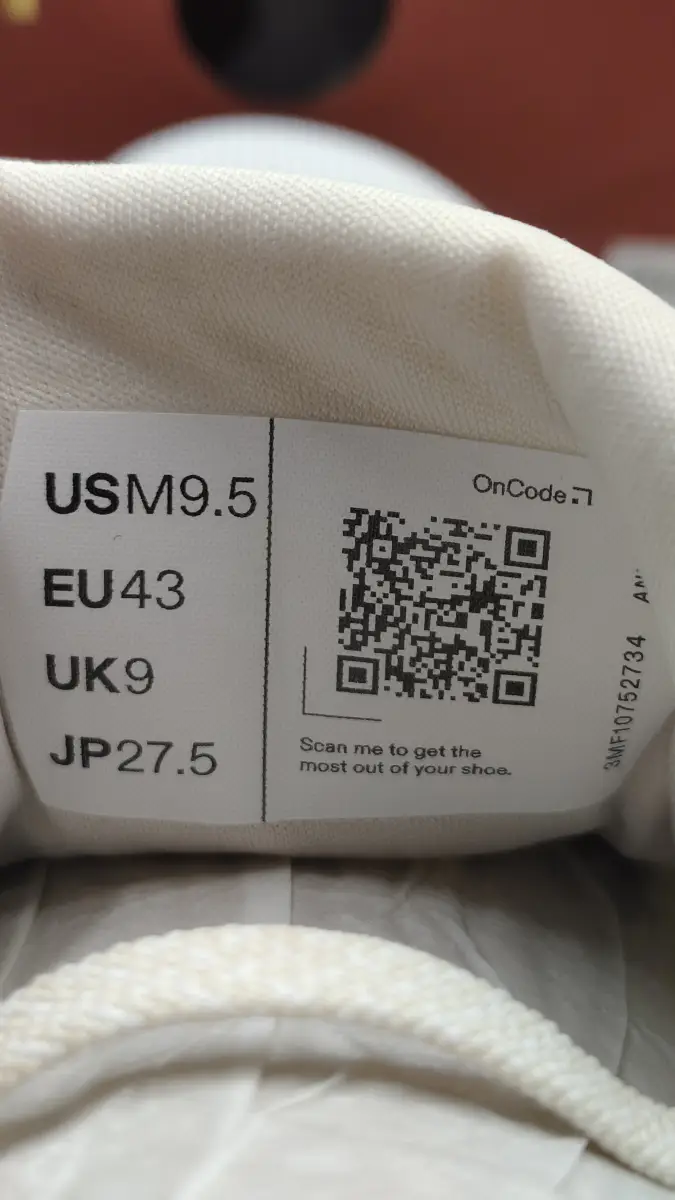 USM9.5
EU43
UK9
JP27.5
OnCode
Scan me to get the
most out of your shoe.
3MF10752734